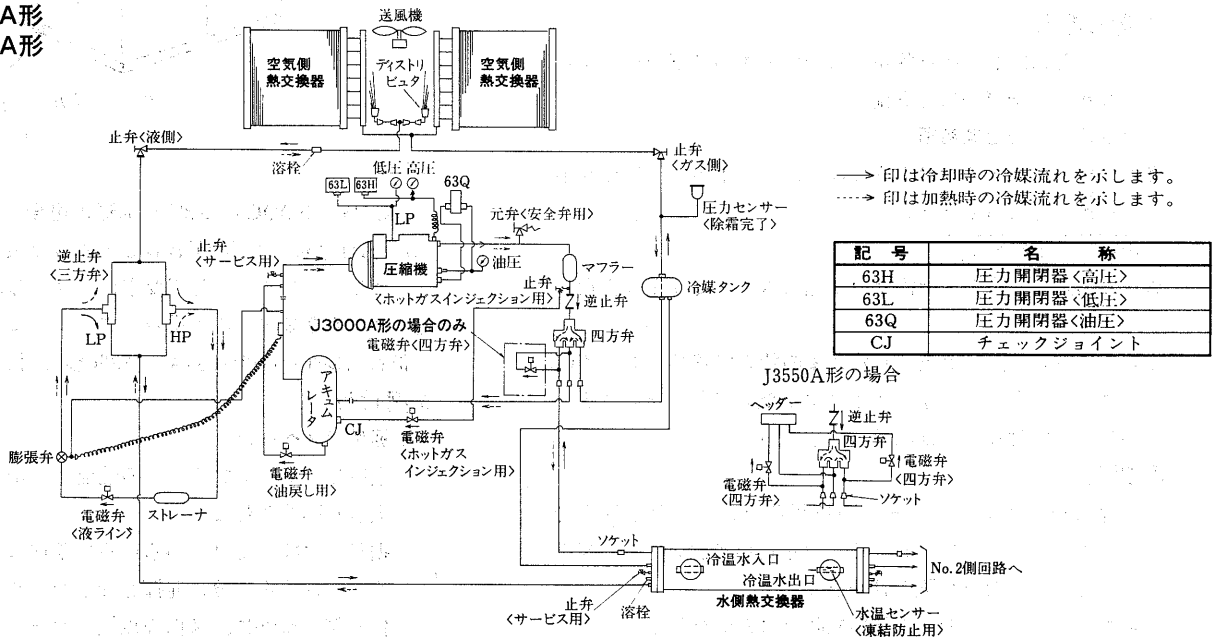 A形
A形
送風機
空気側
熱交換器
ディストリ
ビュタ
空気側
熱交換器
止弁<液側>
溶栓
低圧 高圧
63L
63H
63Q
止弁
<ガス側>
→ 印は冷却時の冷媒流れを示します。
⇢ 印は加熱時の冷媒流れを示します。
LP
元弁<安全弁用>
圧力センサー
<除霜完了>
止弁
<サービス用>
逆止弁
<三方弁>
圧縮機
油圧
マフラー
冷媒タンク
記号 名称
63H 圧力開閉器<高圧>
63L 圧力開閉器<低圧>
63Q 圧力開閉器<油圧>
CJ チェックジョイント
止弁
<ホットガスインジェクション用>
逆止弁
LP
HP
J3000A形の場合のみ
電磁弁<四方弁>
四方弁
J3550A形の場合
ヘッダー
逆止弁
四方弁
電磁弁
<四方弁>
電磁弁
<四方弁>
ソケット
アキュム
レータ
CJ
電磁弁
<ホットガス
インジェクション用>
膨張弁
電磁弁
<油戻し用>
電磁弁
<液ライン>
ストレーナ
ソケット
冷温水入口
冷温水出口
水側熱交換器
No.2側回路へ
止弁
<サービス用>
溶栓
水温センサー
<凍結防止用>